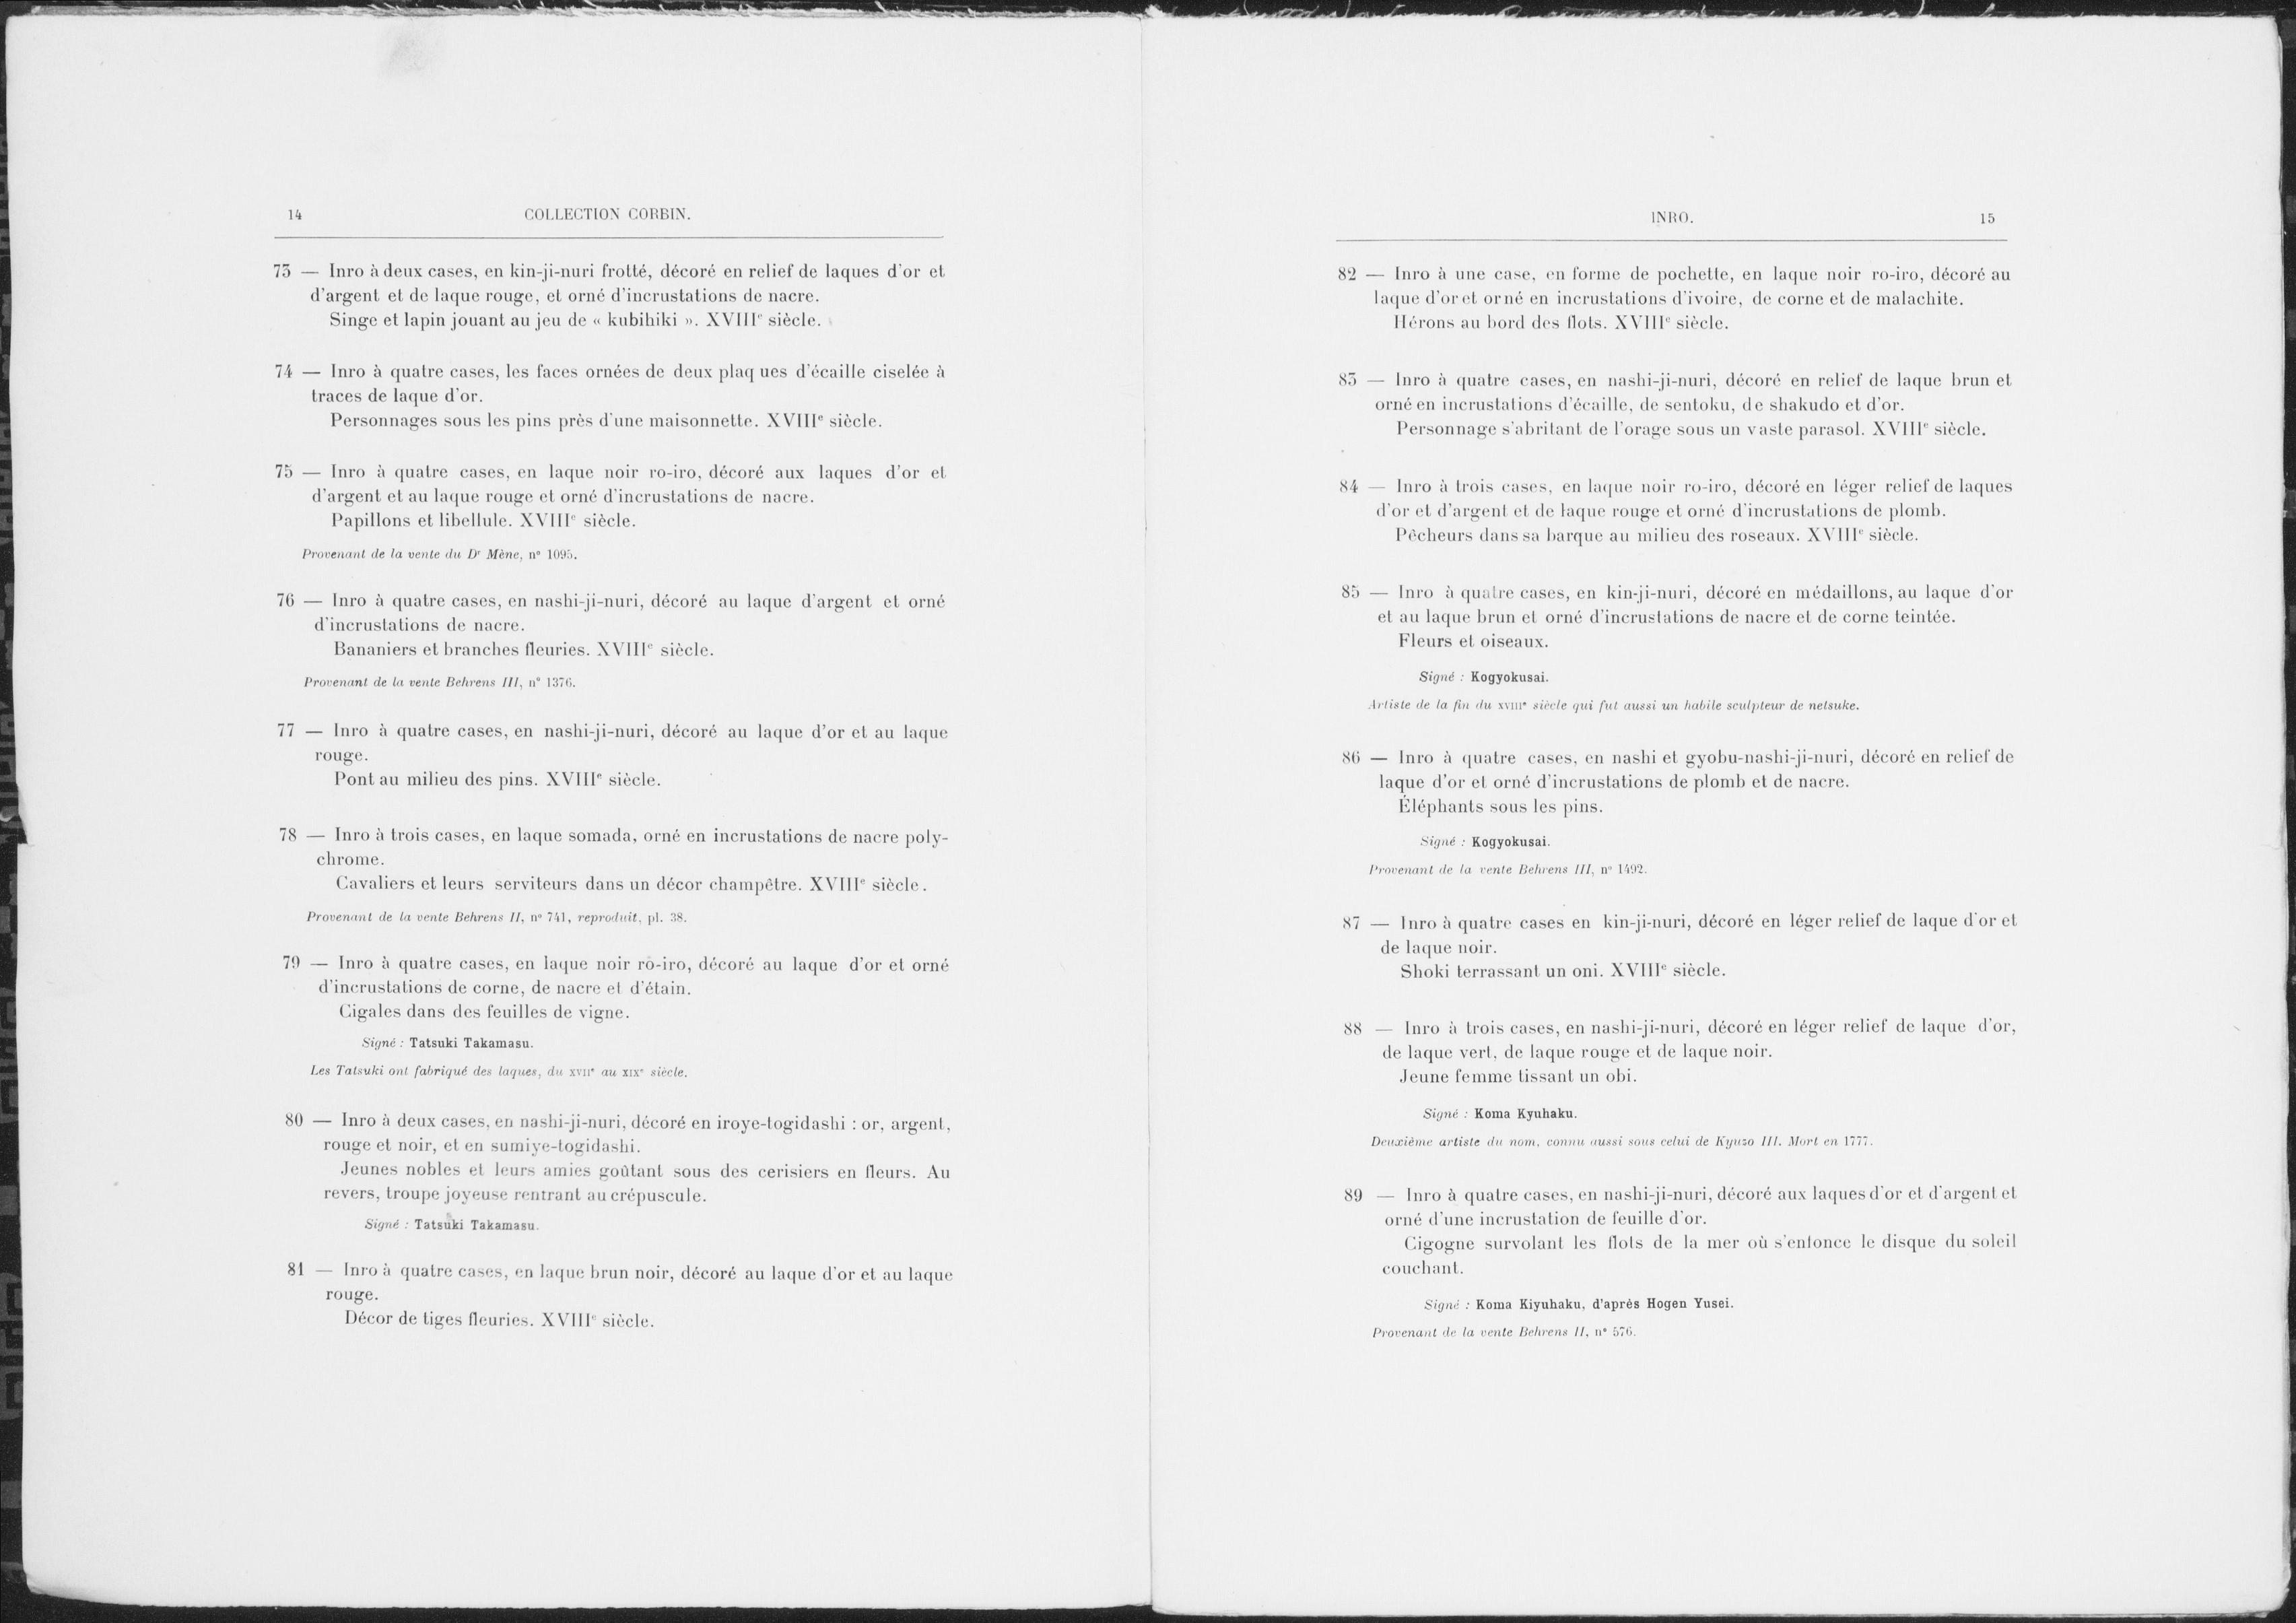 14
COLLECTION CORBIN.
73 — Inro à deux cases, en kin-ji-nuri frotté, décoré en relief de laques d'or et
d'argent et de laque rouge, et orné d'incrustations de nacre.
Singe et lapin jouant au jeu de « kubihiki ». XVIIIe siècle.
74 — Inro à quatre cases, les faces ornées de deux plaques d'écaille ciselée à
traces de laque d'or.
Personnages sous les pins près d'une maisonnette. XVIIIe siècle.
75 — Inro à quatre cases, en laque noir ro-iro, décoré aux laques d'or et
d'argent et au laque rouge et orné d'incrustations de nacre.
Papillons et libellule. XVIIIe siècle.
Provenant de la vente du Dr Mène, n° 1095.
76 — Inro à quatre cases, en nashi-ji-nuri, décoré au laque d'argent et orné
d'incrustations de nacre.
Bananiers et branches fleuries. XVIIIe siècle.
Provenant de la vente Behrens III, n° 1376.
77 — Inro à quatre cases, en nashi-ji-nuri, décoré au laque d'or et au laque
rouge.
Pont au milieu des pins. XVIIIe siècle.
78 — Inro à trois cases, en laque somada, orné en incrustations de nacre poly-
chrome.
Cavaliers et leurs serviteurs dans un décor champêtre. XVIIIe siècle.
Provenant de la vente Behrens II, n° 741, reproduit, pl. 38.
79 — Inro à quatre cases, en laque noir ro-iro, décoré au laque d'or et orné
d'incrustations de corne, de nacre et d'étain.
Cigales dans des feuilles de vigne.
Signé : Tatsuki Takamasu.
Les Tatsuki ont fabriqué des laques, du XVIIe au XIXe siècle.
80 — Inro à deux cases, en nashi-ji-nuri, décoré en iroye-togidashi : or, argent,
rouge et noir, et en sumiye-togidashi.
Jeunes nobles et leurs amies goûtant sous des cerisiers en fleurs. Au
revers, troupe joyeuse rentrant au crépuscule.
Signé : Tatsuki Takamasu.
81 — Inro à quatre cases, en laque brun noir, décoré au laque d'or et au laque
rouge.
Décor de tiges fleuries. XVIIIe siècle.
INRO.
15
82 — Inro à une case, en forme de pochette, en laque noir ro-iro, décoré au
laque d'or et orné en incrustations d'ivoire, de corne et de malachite.
Hérons au bord des flots. XVIIIe siècle.
83 — Inro à quatre cases, en nashi-ji-nuri, décoré en relief de laque brun et
orné en incrustations d'écaille, de sentoku, de shakudo et d'or.
Personnage s'abritant de l'orage sous un vaste parasol. XVIIIe siècle.
84 — Inro à trois cases, en laque noir ro-iro, décoré en léger relief de laques
d'or et d'argent et de laque rouge et orné d'incrustations de plomb.
Pêcheurs dans sa barque au milieu des roseaux. XVIIIe siècle.
85 — Inro à quatre cases, en kin-ji-nuri, décoré en médaillons, au laque d'or
et au laque brun et orné d'incrustations de nacre et de corne teintée.
Fleurs et oiseaux.
Signé : Kogyokusai.
Artiste de la fin du XVIIIe siècle qui fut aussi un habile sculpteur de netsuke.
86 — Inro à quatre cases, en nashi et gyobu-nashi-ji-nuri, décoré en relief de
laque d'or et orné d'incrustations de plomb et de nacre.
Éléphants sous les pins.
Signé : Kogyokusai.
Provenant de la vente Behrens III, n° 1492.
87 — Inro à quatre cases en kin-ji-nuri, décoré en léger relief de laque d'or et
de laque noir.
Shoki terrassant un oni. XVIIIe siècle.
88 — Inro à trois cases, en nashi-ji-nuri, décoré en léger relief de laque d'or,
de laque vert, de laque rouge et de laque noir.
Jeune femme tissant un obi.
Signé : Koma Kyuhaku.
Deuxième artiste du nom, connu aussi sous celui de Kyuzo III. Mort en 1777.
89 — Inro à quatre cases, en nashi-ji-nuri, décoré aux laques d'or et d'argent et
orné d'une incrustation de feuille d'or.
Cigogne survolant les flots de la mer où s'enfonce le disque du soleil
couchant.
Signé : Koma Kiyuhaku, d'après Hogen Yusei.
Provenant de la vente Behrens II, n° 576.